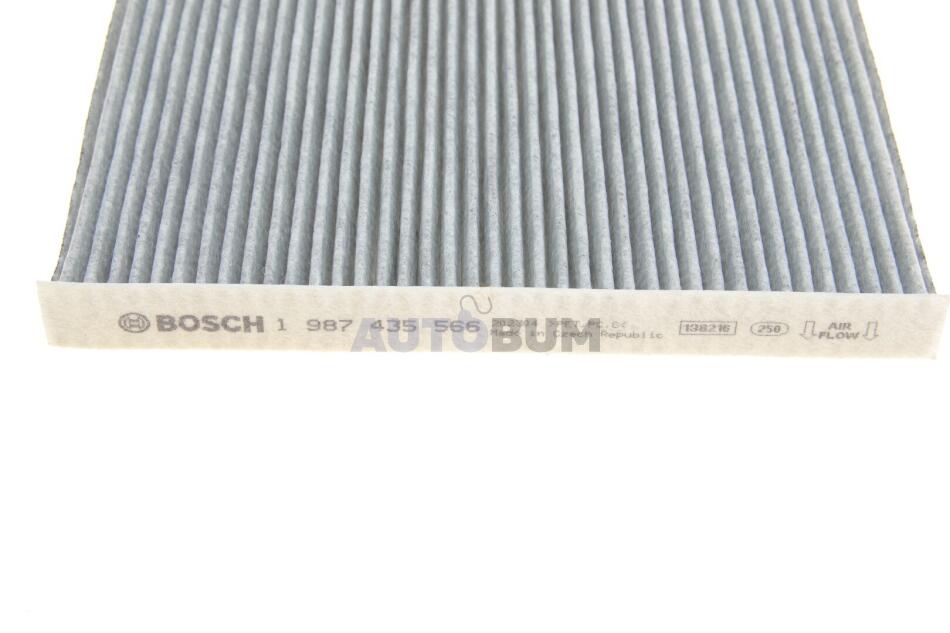 BOSCH 1 987 435 566
Made in Czech Republic
138216
250
AIR
FLOW
AUTOBUM